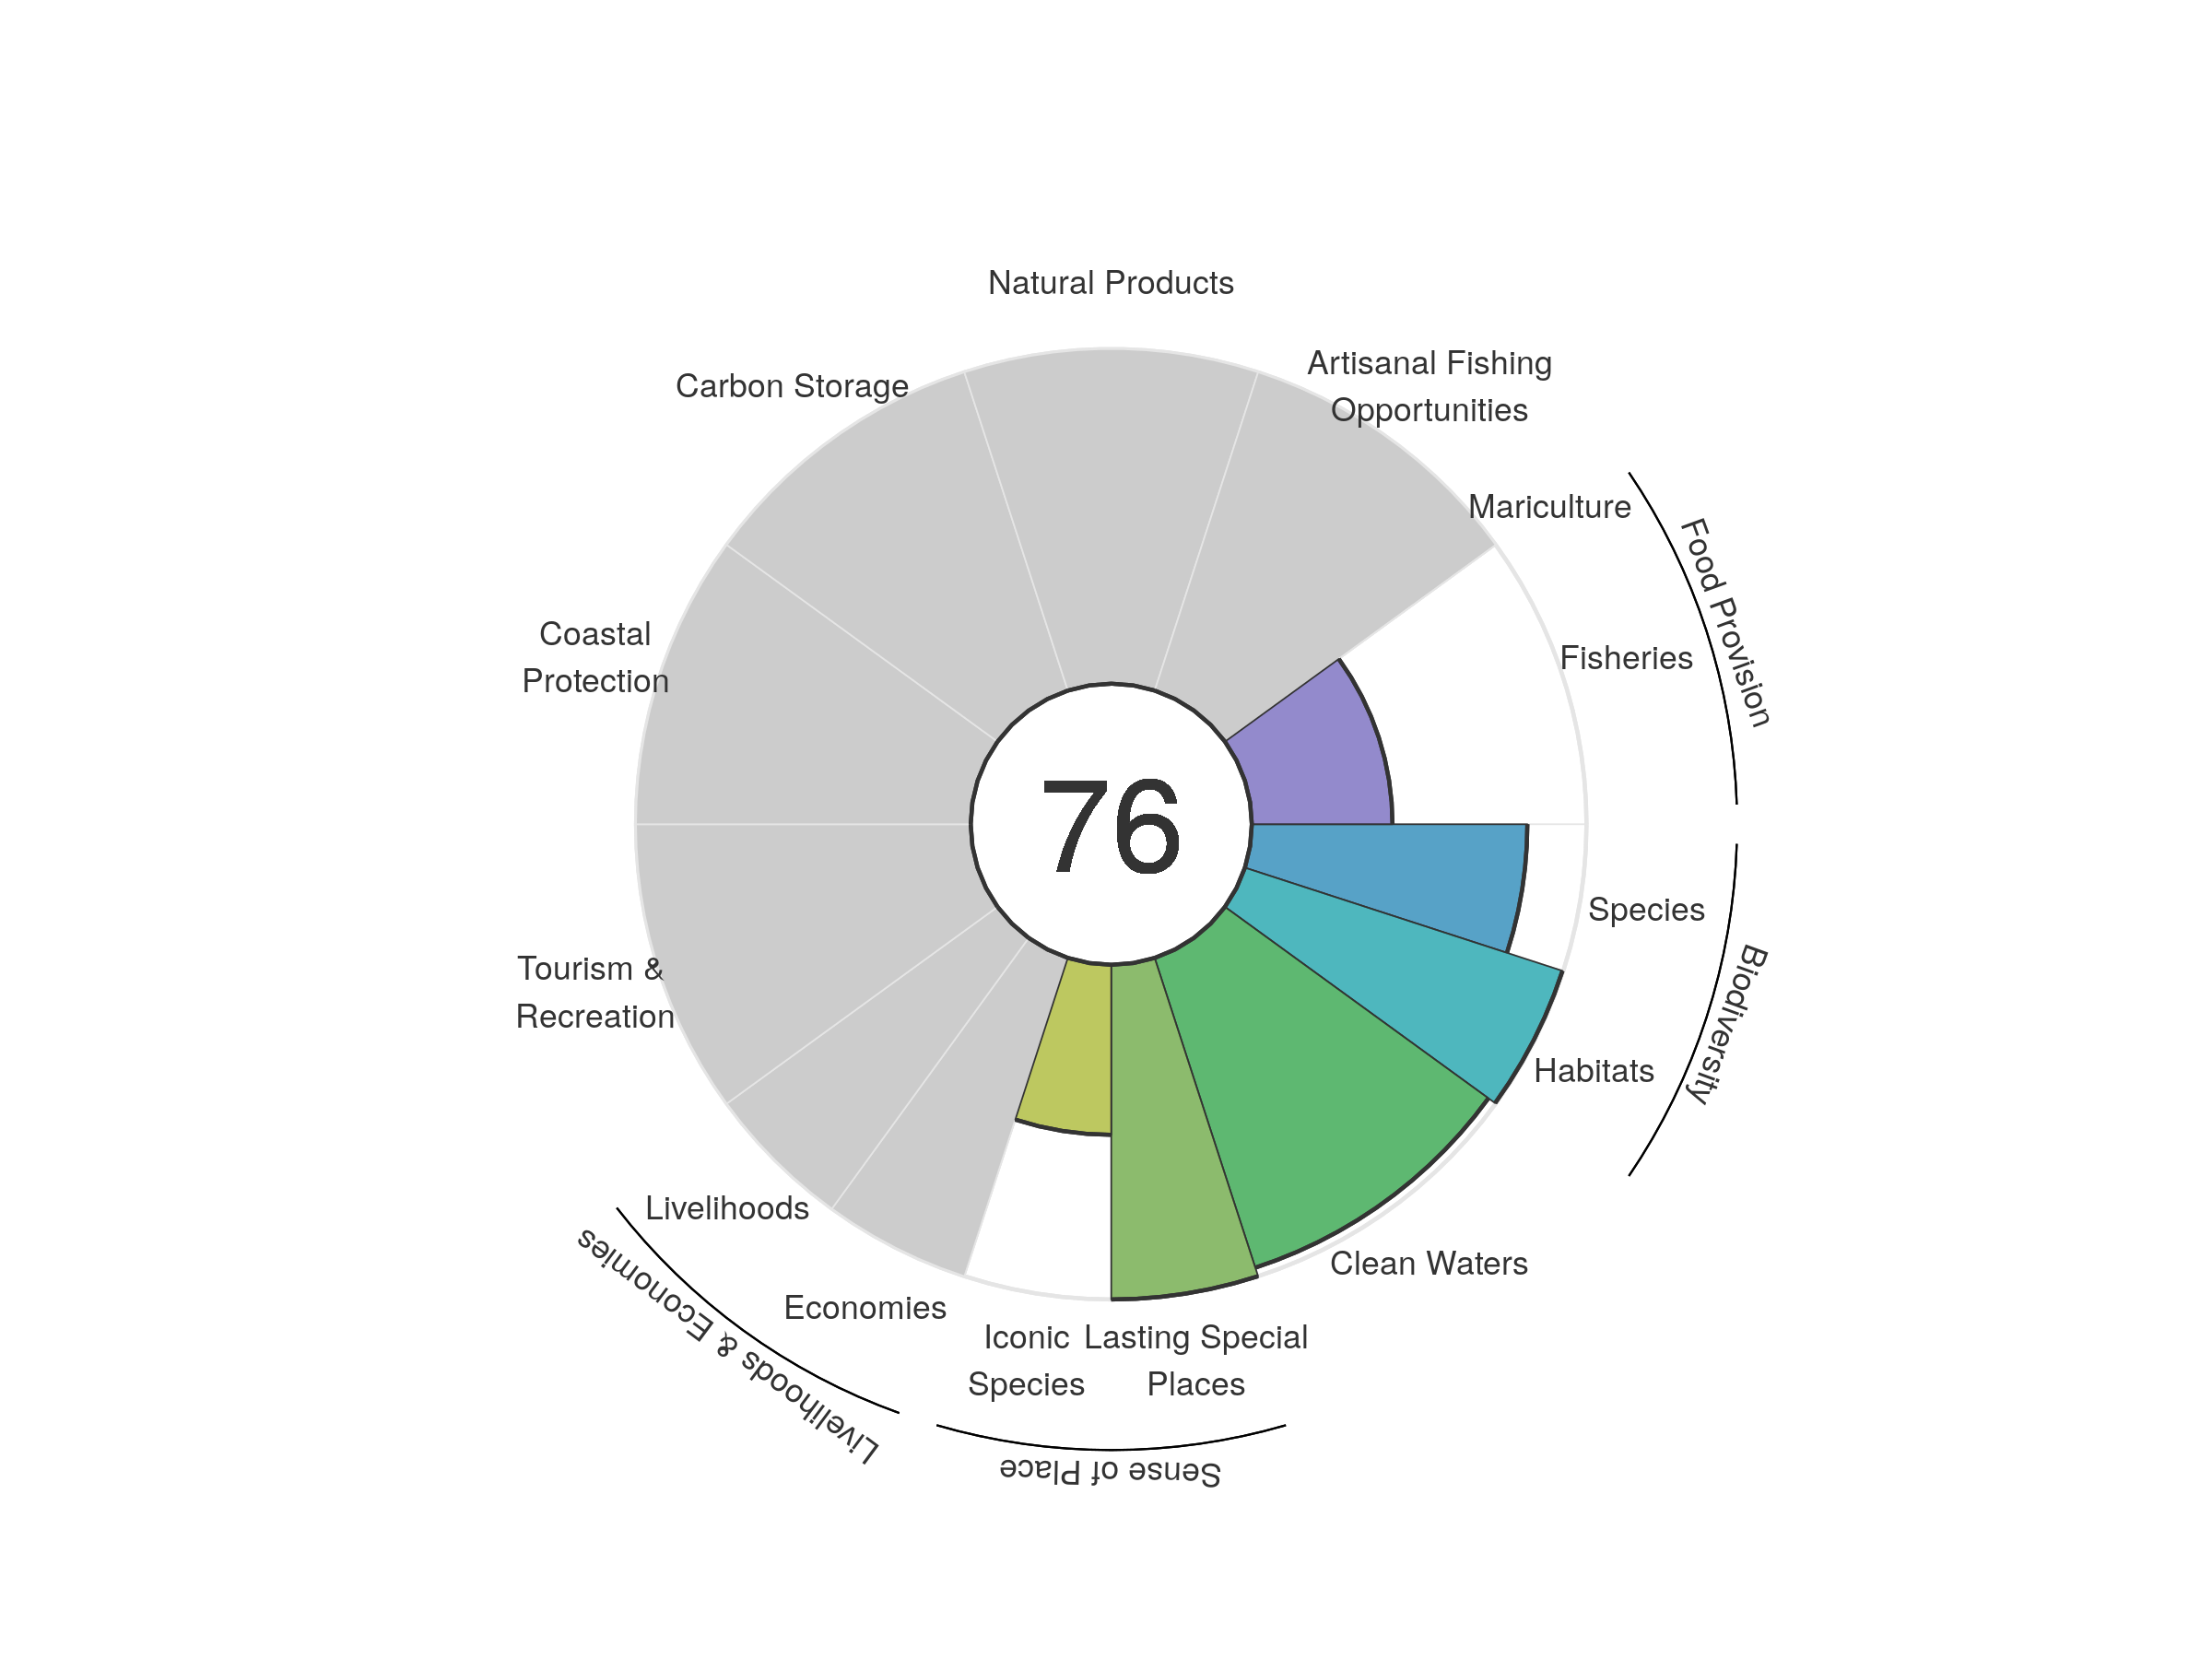 Natural Products
Artisanal Fishing
Opportunities
Carbon Storage
Mariculture
Food Provision
Fisheries
Coastal
Protection
76
Species
Biodiversity
Tourism &
Recreation
Habitats
Livelihoods
Clean Waters
Livelihoods & Economies
Economies
Iconic
Species
Lasting Special
Places
Sense of Place